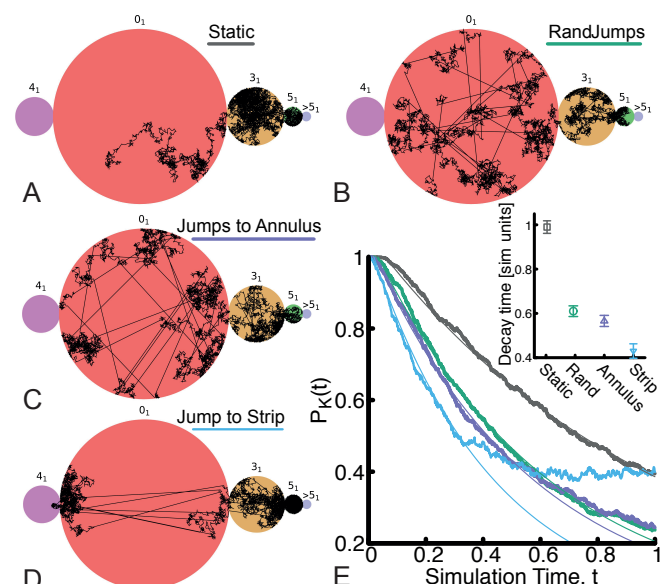 0₁
Static
4₁
3₁
5₁
>5₁
A
0₁
RandJumps
4₁
3₁
5₁
>5₁
B
0₁
Jumps to Annulus
4₁
3₁
5₁
>5₁
C
0₁
Jump to Strip
4₁
3₁
5₁
>5₁
D
Decay time [sim units]
1
0.8
0.6
0.4
Static
Rand
Annulus
Strip
P_K(t)
1
0.8
0.6
0.4
0.2
0
0.2
0.4
0.6
0.8
1
E
Simulation Time, t